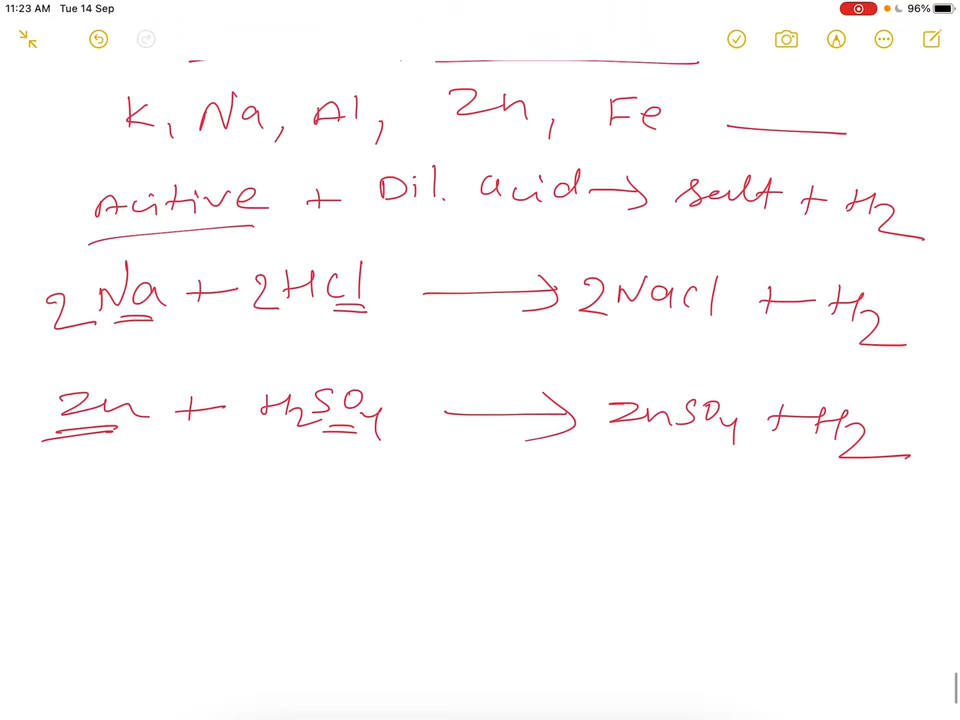 11:23 AM Tue 14 Sep 96%
K, Na, Al, Zn, Fe
Acitive + Dil. acid → salt + H2
2Na + 2HCl → 2NaCl + H2
Zn + H2SO4 → ZnSO4 + H2